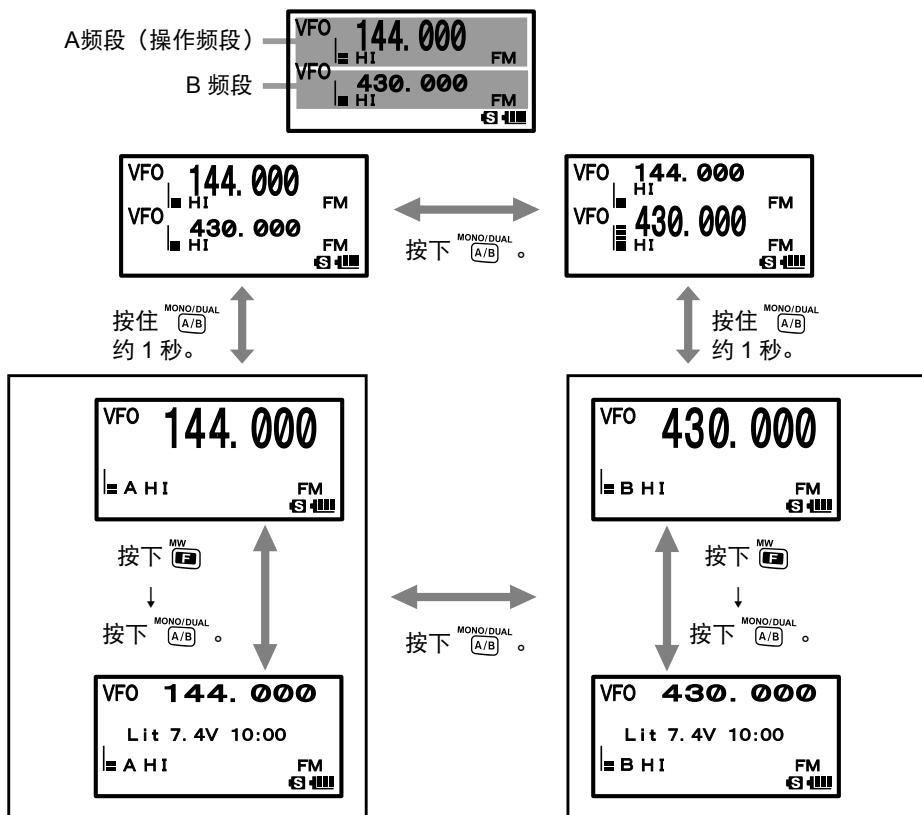 A频段（操作频段）
VFO 144.000
HI FM
B 频段
VFO 430.000
HI FM
S
VFO 144.000
HI FM
VFO 430.000
HI FM
S
MONO/DUAL
按下 A/B 。
VFO 144.000
HI FM
VFO 430.000
HI FM
S
MONO/DUAL
按住 A/B
约 1 秒。
MONO/DUAL
按住 A/B
约 1 秒。
VFO 144.000
A HI FM
S
MW
按下 F
↓
MONO/DUAL
按下 A/B 。
VFO 144.000
Lit 7.4V 10:00
A HI FM
S
MONO/DUAL
按下 A/B 。
VFO 430.000
B HI FM
S
MW
按下 F
↓
MONO/DUAL
按下 A/B 。
VFO 430.000
Lit 7.4V 10:00
B HI FM
S